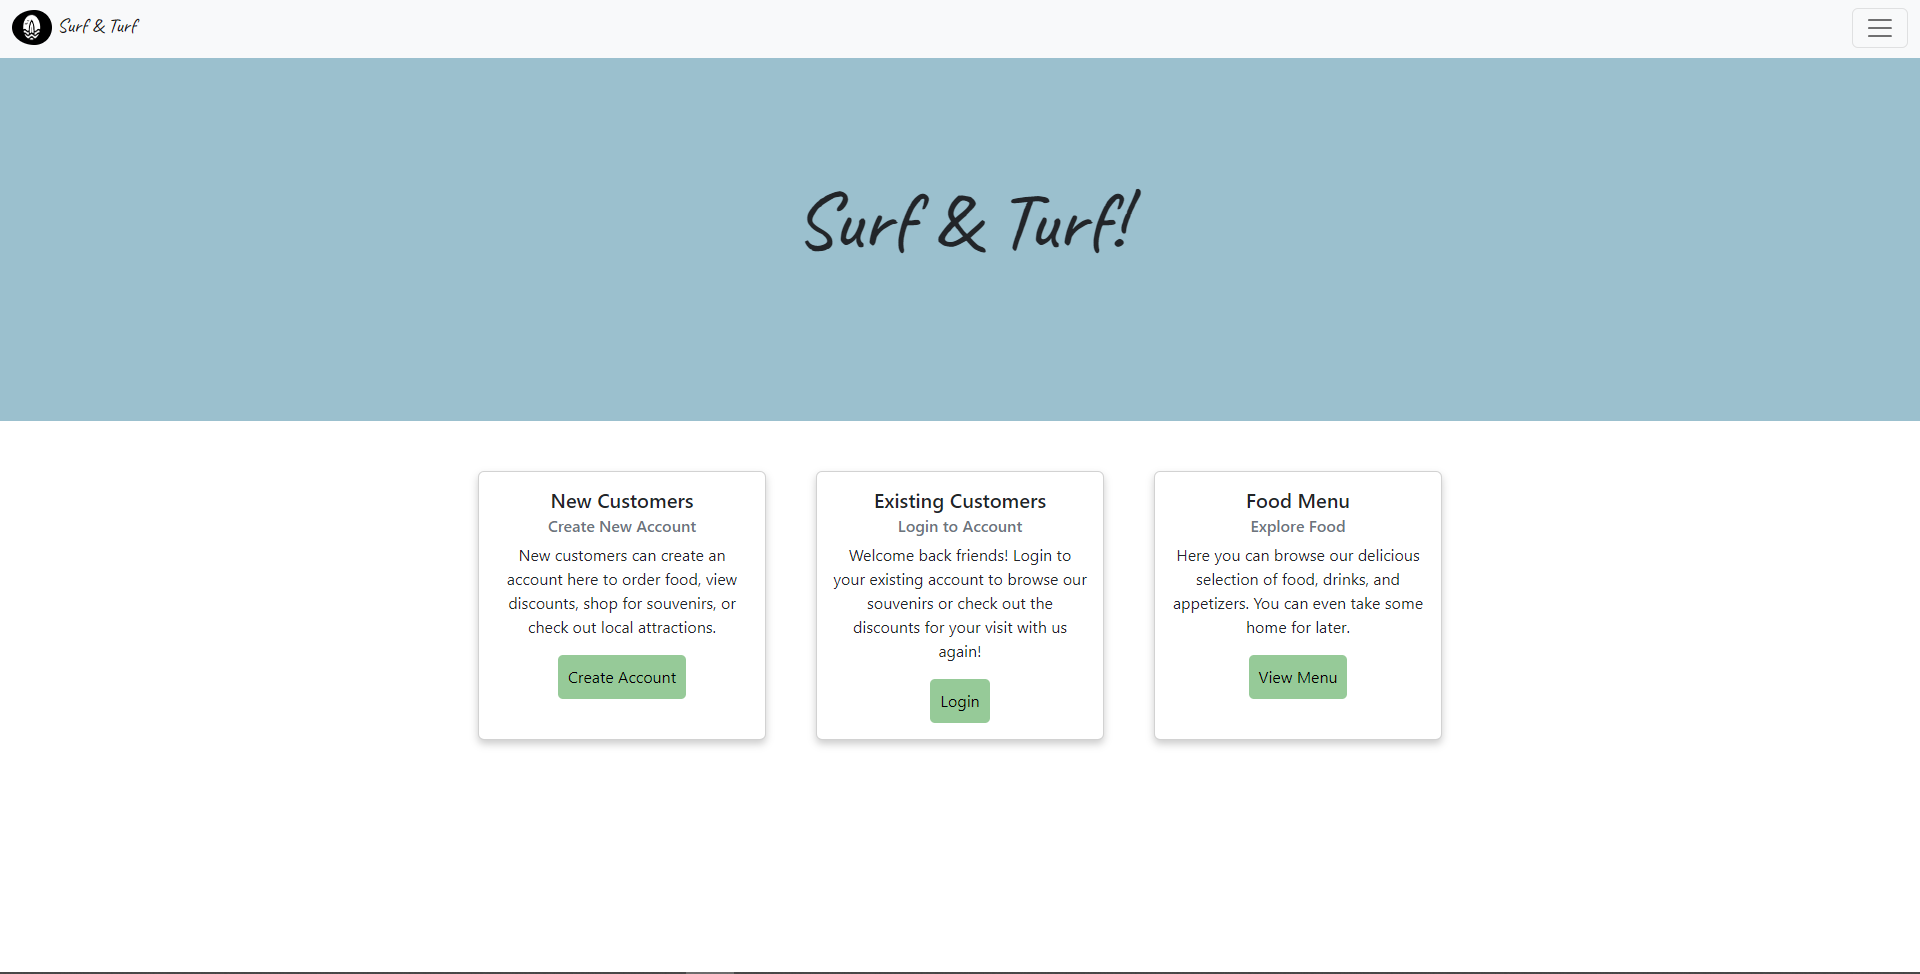 Surf & Turf
Surf & Turf!
New Customers
Create New Account
New customers can create an
account here to order food, view
discounts, shop for souvenirs, or
check out local attractions.
Create Account
Existing Customers
Login to Account
Welcome back friends! Login to
your existing account to browse our
souvenirs or check out the
discounts for your visit with us
again!
Login
Food Menu
Explore Food
Here you can browse our delicious
selection of food, drinks, and
appetizers. You can even take some
home for later.
View Menu